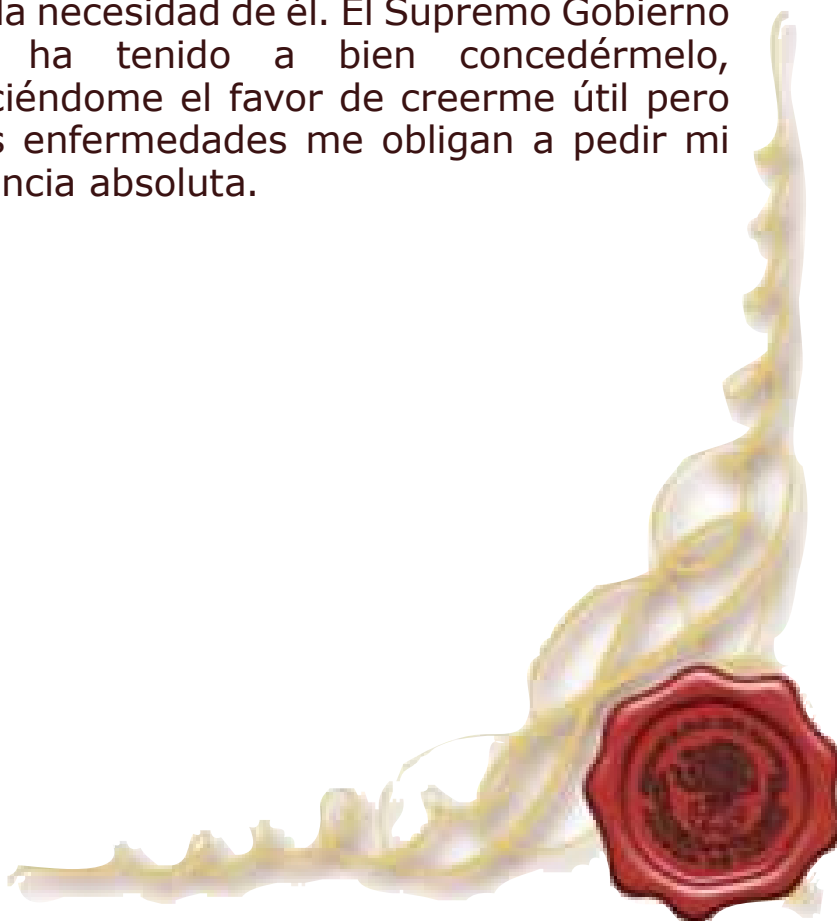 la necesidad de él. El Supremo Gobierno
ha tenido a bien concedérmelo,
ciéndome el favor de creerme útil pero
s enfermedades me obligan a pedir mi
ncia absoluta.